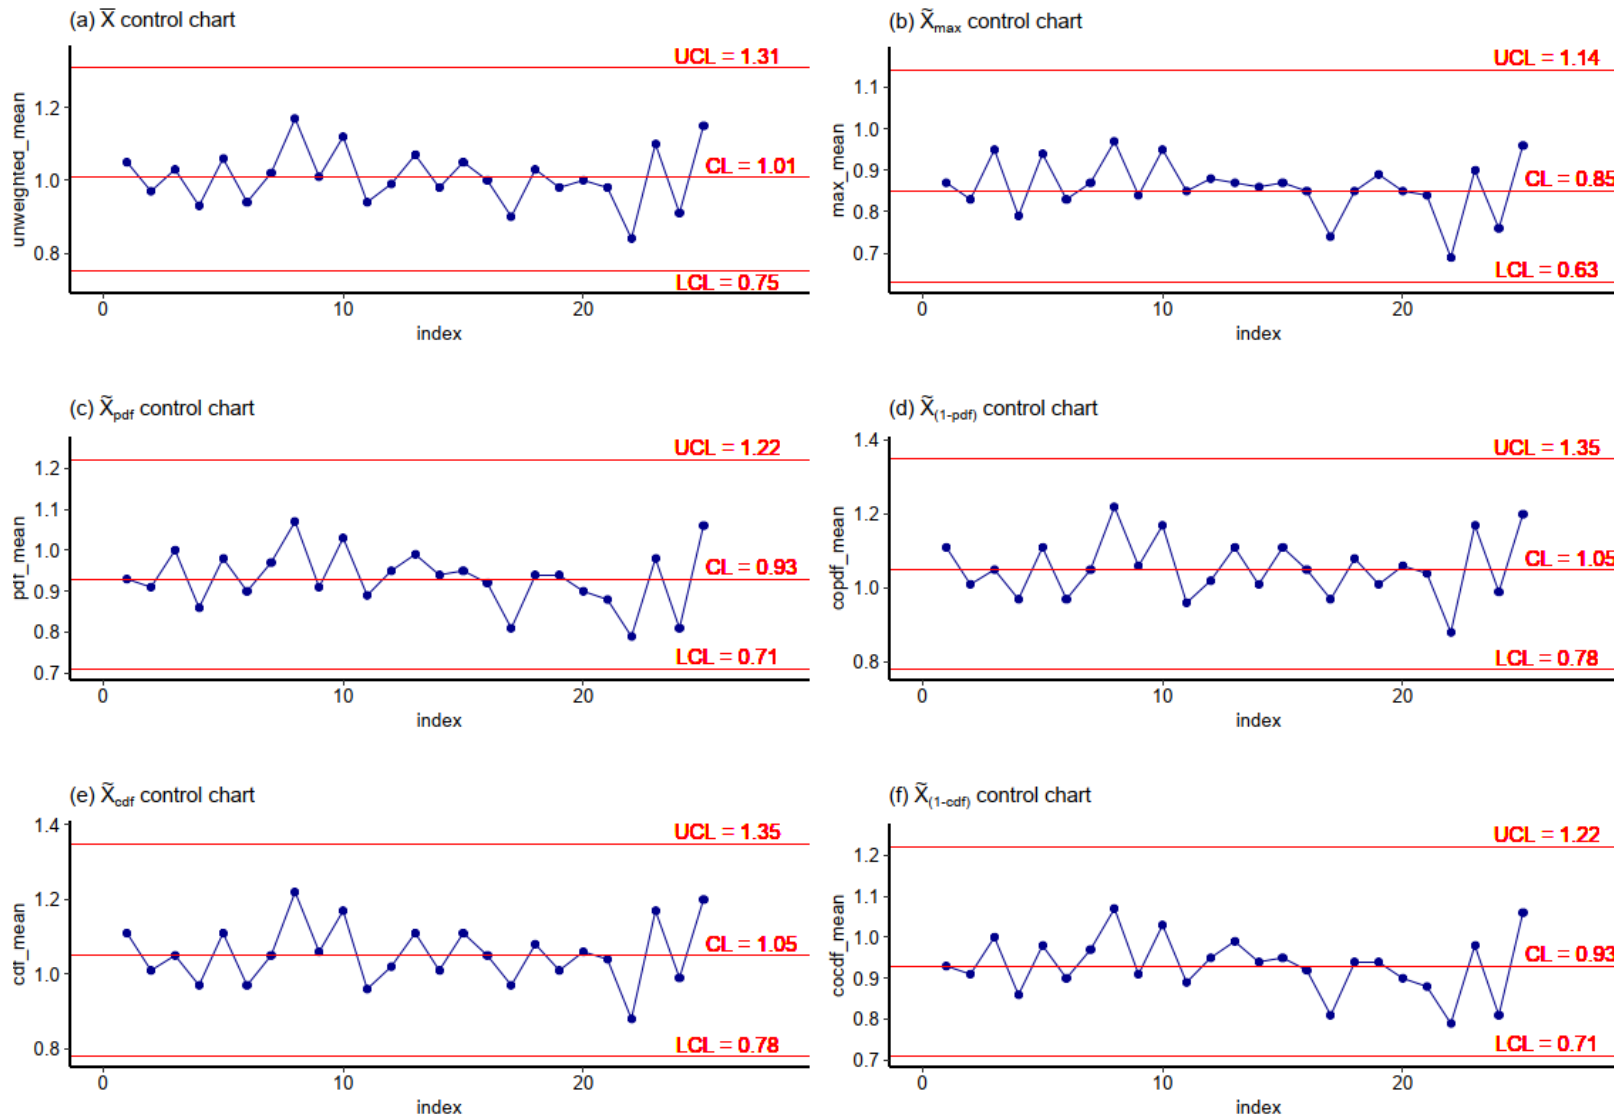 (a) X̅ control chart
UCL = 1.31
1.2
CL = 1.01
1.0
0.8
LCL = 0.75
unweighted_mean
0 10 20
index
(b) X̃max control chart
UCL = 1.14
1.1
1.0
0.9
CL = 0.85
0.8
0.7
LCL = 0.63
max_mean
0 10 20
index
(c) X̃pdf control chart
UCL = 1.22
1.2
1.1
1.0
CL = 0.93
0.9
0.8
LCL = 0.71
0.7
pdf_mean
0 10 20
index
(d) X̃(1-pdf) control chart
1.4
UCL = 1.35
1.2
CL = 1.05
1.0
LCL = 0.78
0.8
copdf_mean
0 10 20
index
(e) X̃cdf control chart
1.4
UCL = 1.35
1.2
CL = 1.05
1.0
LCL = 0.78
0.8
cdf_mean
0 10 20
index
(f) X̃(1-cdf) control chart
UCL = 1.22
1.2
1.1
1.0
CL = 0.93
0.9
0.8
LCL = 0.71
0.7
cocdf_mean
0 10 20
index